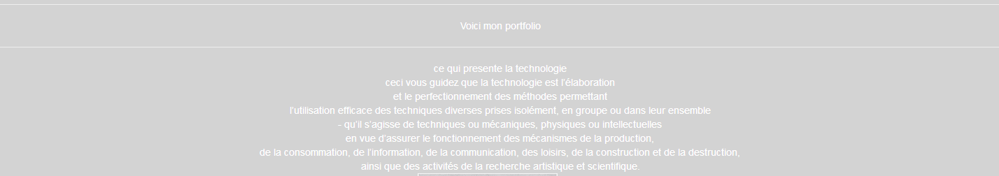 Voici mon portfolio
ce qui presente la technologie
ceci vous guidez que la technologie est l'élaboration
et le perfectionnement des méthodes permettant
l'utilisation efficace des techniques diverses prises isolément, en groupe ou dans leur ensemble
- qu'il s'agisse de techniques ou mécaniques, physiques ou intellectuelles
en vue d'assurer le fonctionnement des mécanismes de la production,
de la consommation, de l'information, de la communication, des loisirs, de la construction et de la destruction,
ainsi que des activités de la recherche artistique et scientifique.